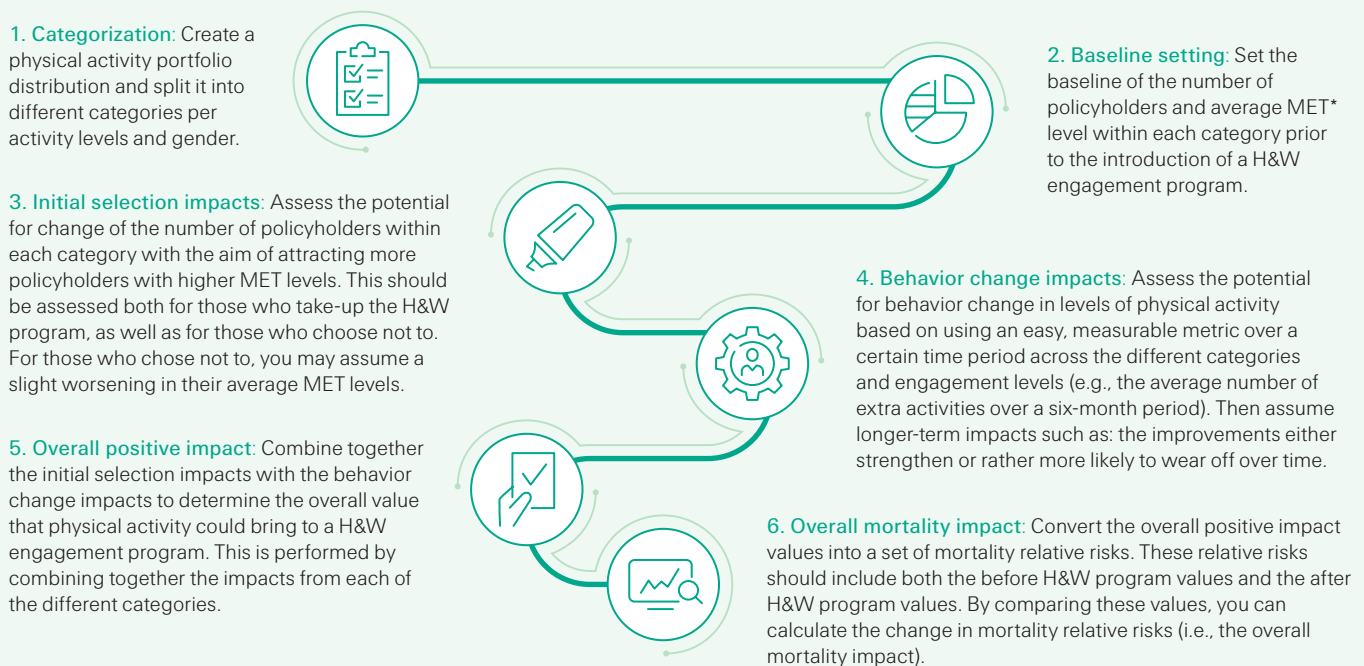 1. Categorization: Create a
physical activity portfolio
distribution and split it into
different categories per
activity levels and gender.
2. Baseline setting: Set the
baseline of the number of
policyholders and average MET*
level within each category prior
to the introduction of a H&W
engagement program.
3. Initial selection impacts: Assess the potential
for change of the number of policyholders within
each category with the aim of attracting more
policyholders with higher MET levels. This should
be assessed both for those who take-up the H&W
program, as well as for those who choose not to.
For those who chose not to, you may assume a
slight worsening in their average MET levels.
4. Behavior change impacts: Assess the potential
for behavior change in levels of physical activity
based on using an easy, measurable metric over a
certain time period across the different categories
and engagement levels (e.g., the average number of
extra activities over a six-month period). Then assume
longer-term impacts such as: the improvements either
strengthen or rather more likely to wear off over time.
5. Overall positive impact: Combine together
the initial selection impacts with the behavior
change impacts to determine the overall value
that physical activity could bring to a H&W
engagement program. This is performed by
combining together the impacts from each of
the different categories.
6. Overall mortality impact: Convert the overall positive impact
values into a set of mortality relative risks. These relative risks
should include both the before H&W program values and the after
H&W program values. By comparing these values, you can
calculate the change in mortality relative risks (i.e., the overall
mortality impact).